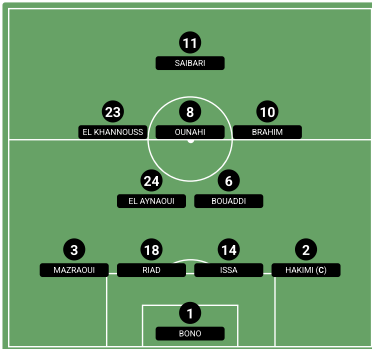 11
SAIBARI
23 8 10
EL KHANNOUSS OUNAHI BRAHIM
24 6
EL AYNAOUI BOUADDI
3 18 14 2
MAZRAOUI RIAD ISSA HAKIMI (C)
1
BONO